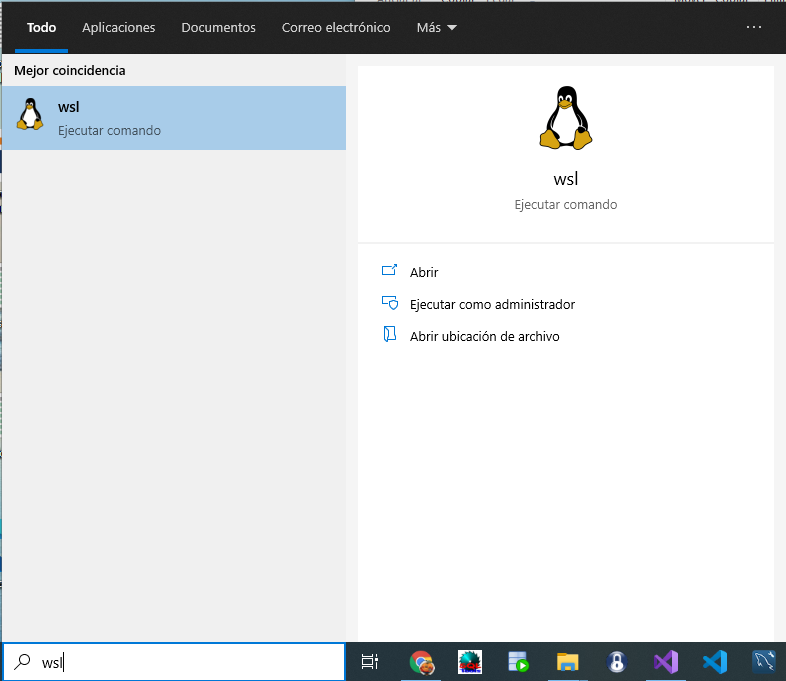 Todo Aplicaciones Documentos Correo electrónico Más ···
Mejor coincidencia
wsl
Ejecutar comando
wsl
Ejecutar comando
Abrir
Ejecutar como administrador
Abrir ubicación de archivo
wsl